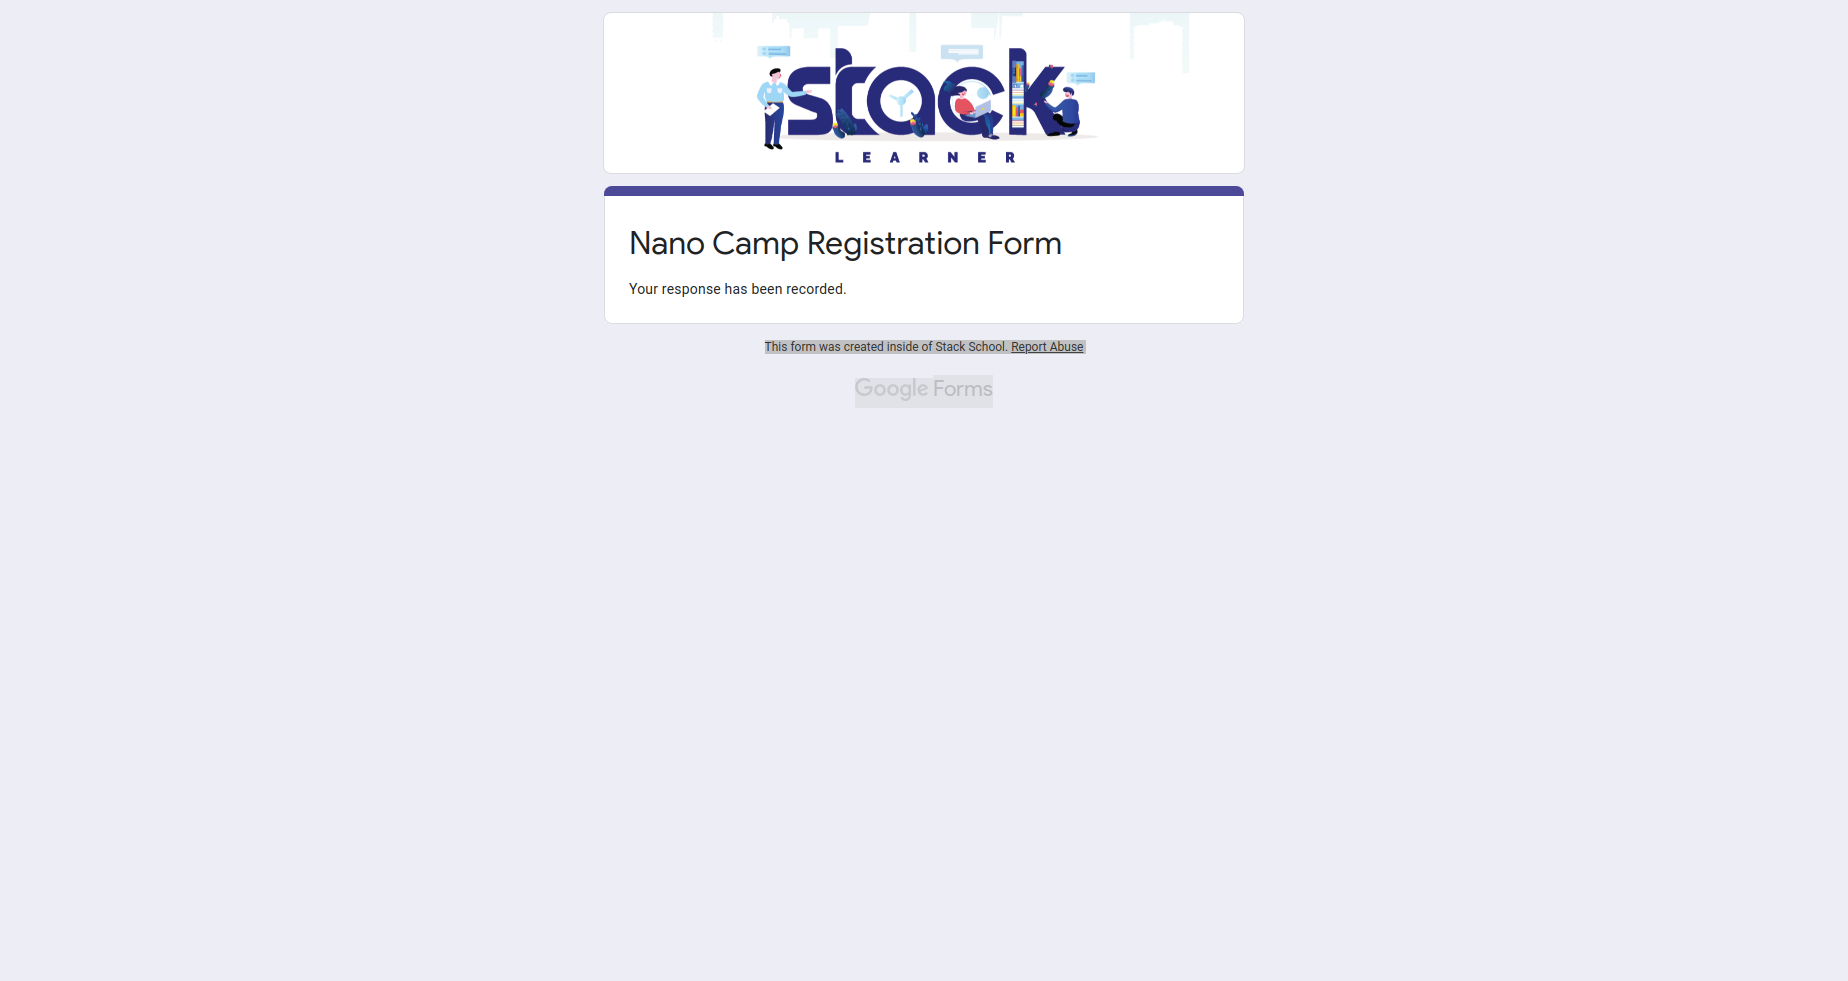 stack
LEARNER
Nano Camp Registration Form
Your response has been recorded.
This form was created inside of Stack School. Report Abuse
Google Forms